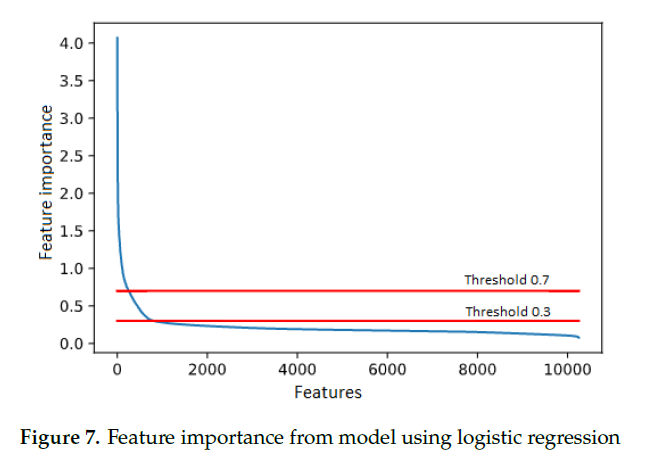 4.0
3.5
3.0
2.5
2.0
1.5
1.0
0.5
0.0
Feature importance
Threshold 0.7
Threshold 0.3
0 2000 4000 6000 8000 10000
Features
Figure 7. Feature importance from model using logistic regression